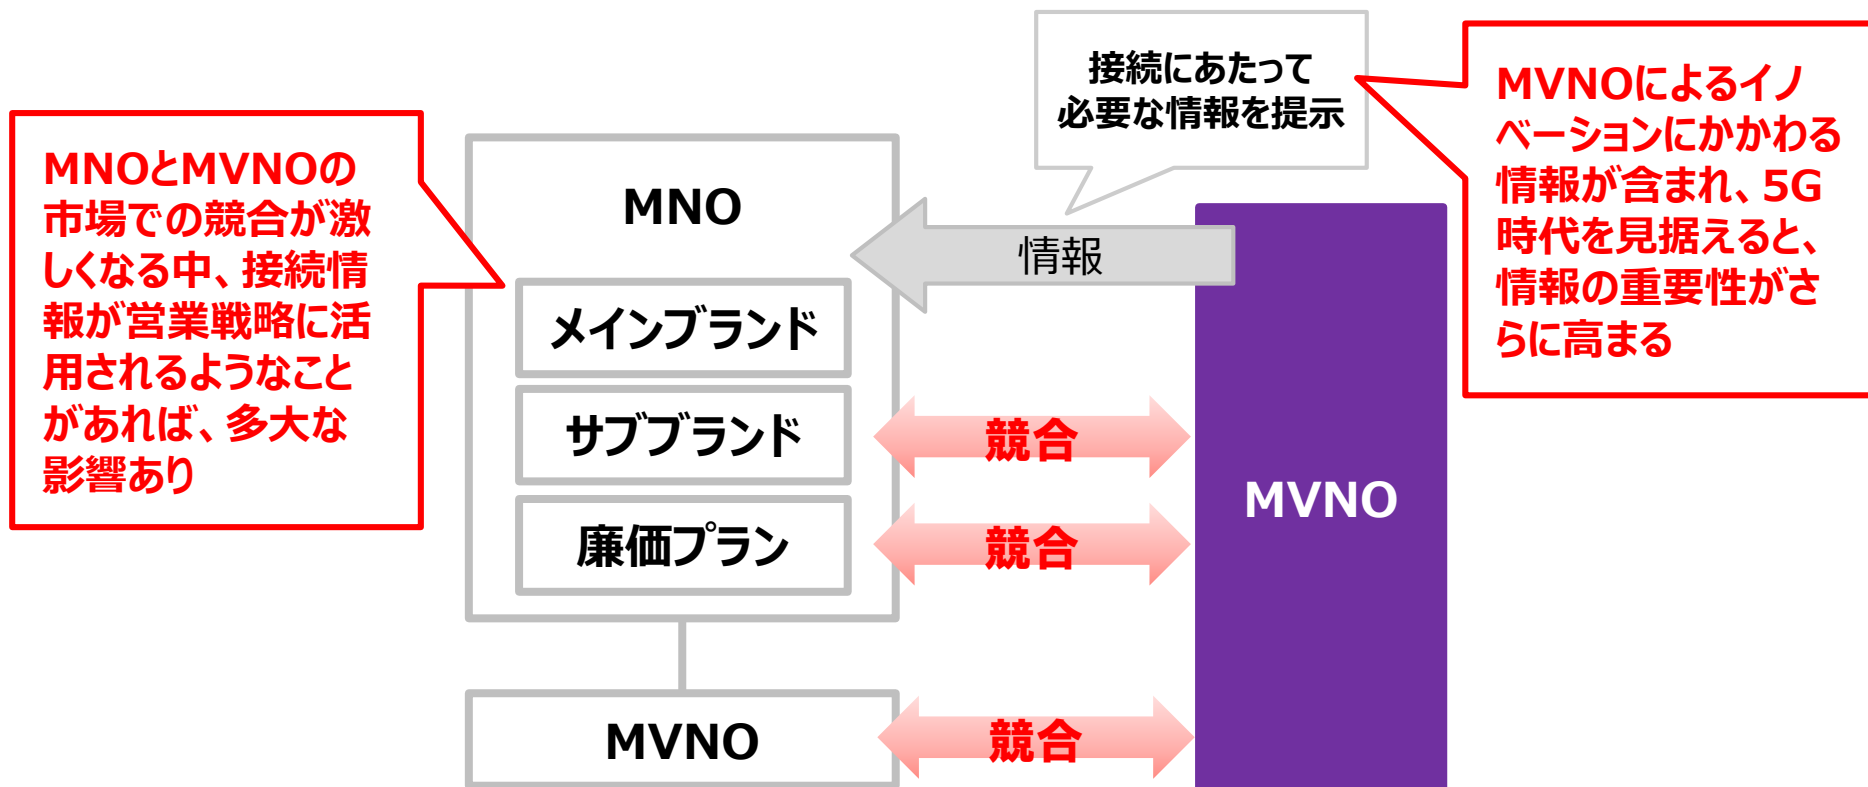 接続にあたって
必要な情報を提示
MVNOによるイノ
ベーションにかかわる
情報が含まれ、5G
時代を見据えると、
情報の重要性がさ
らに高まる
MNOとMVNOの
市場での競合が激
しくなる中、接続情
報が営業戦略に活
用されるようなこと
があれば、多大な
影響あり
MNO
情報
メインブランド
サブブランド
競合
廉価プラン
競合
MVNO
MVNO
競合